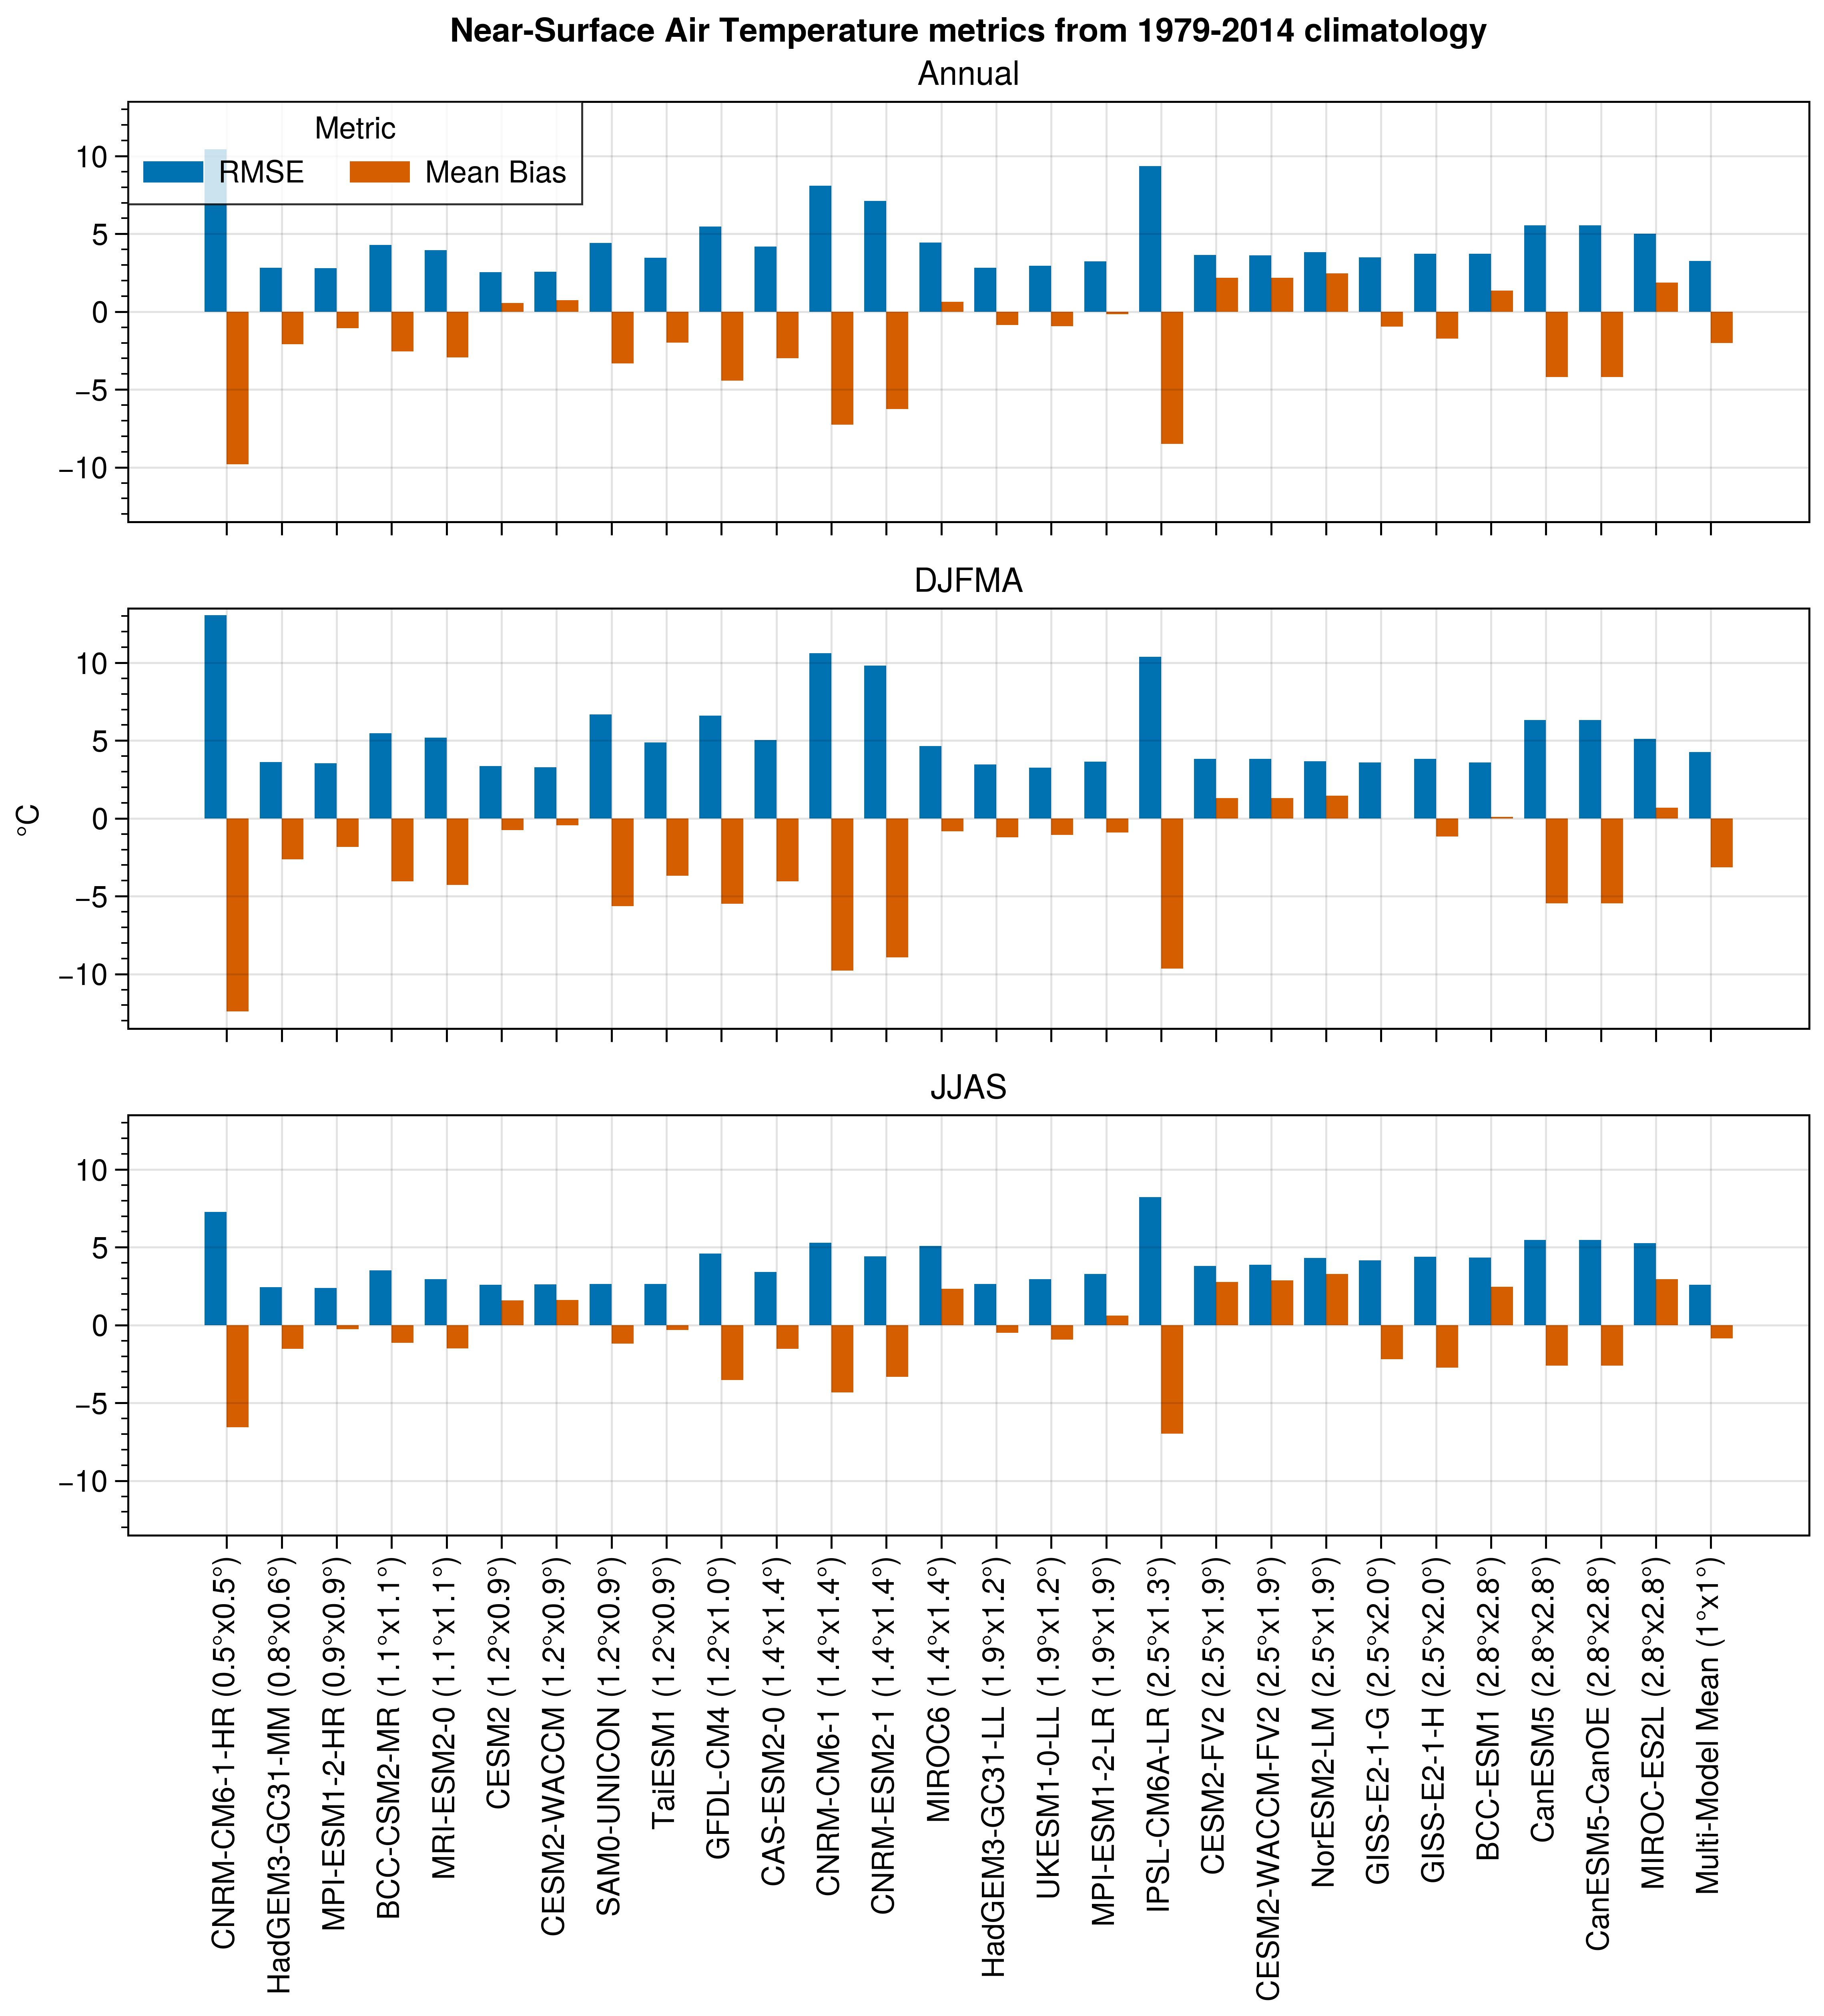 Near-Surface Air Temperature metrics from 1979-2014 climatology
Annual
Metric
RMSE Mean Bias
10
5
0
−5
−10
DJFMA
10
5
0
−5
−10
°C
JJAS
10
5
0
−5
−10
CNRM-CM6-1-HR (0.5°x0.5°)
HadGEM3-GC31-MM (0.8°x0.6°)
MPI-ESM1-2-HR (0.9°x0.9°)
BCC-CSM2-MR (1.1°x1.1°)
MRI-ESM2-0 (1.1°x1.1°)
CESM2 (1.2°x0.9°)
CESM2-WACCM (1.2°x0.9°)
SAM0-UNICON (1.2°x0.9°)
TaiESM1 (1.2°x0.9°)
GFDL-CM4 (1.2°x1.0°)
CAS-ESM2-0 (1.4°x1.4°)
CNRM-CM6-1 (1.4°x1.4°)
CNRM-ESM2-1 (1.4°x1.4°)
MIROC6 (1.4°x1.4°)
HadGEM3-GC31-LL (1.9°x1.2°)
UKESM1-0-LL (1.9°x1.2°)
MPI-ESM1-2-LR (1.9°x1.9°)
IPSL-CM6A-LR (2.5°x1.3°)
CESM2-FV2 (2.5°x1.9°)
CESM2-WACCM-FV2 (2.5°x1.9°)
NorESM2-LM (2.5°x1.9°)
GISS-E2-1-G (2.5°x2.0°)
GISS-E2-1-H (2.5°x2.0°)
BCC-ESM1 (2.8°x2.8°)
CanESM5 (2.8°x2.8°)
CanESM5-CanOE (2.8°x2.8°)
MIROC-ES2L (2.8°x2.8°)
Multi-Model Mean (1°x1°)